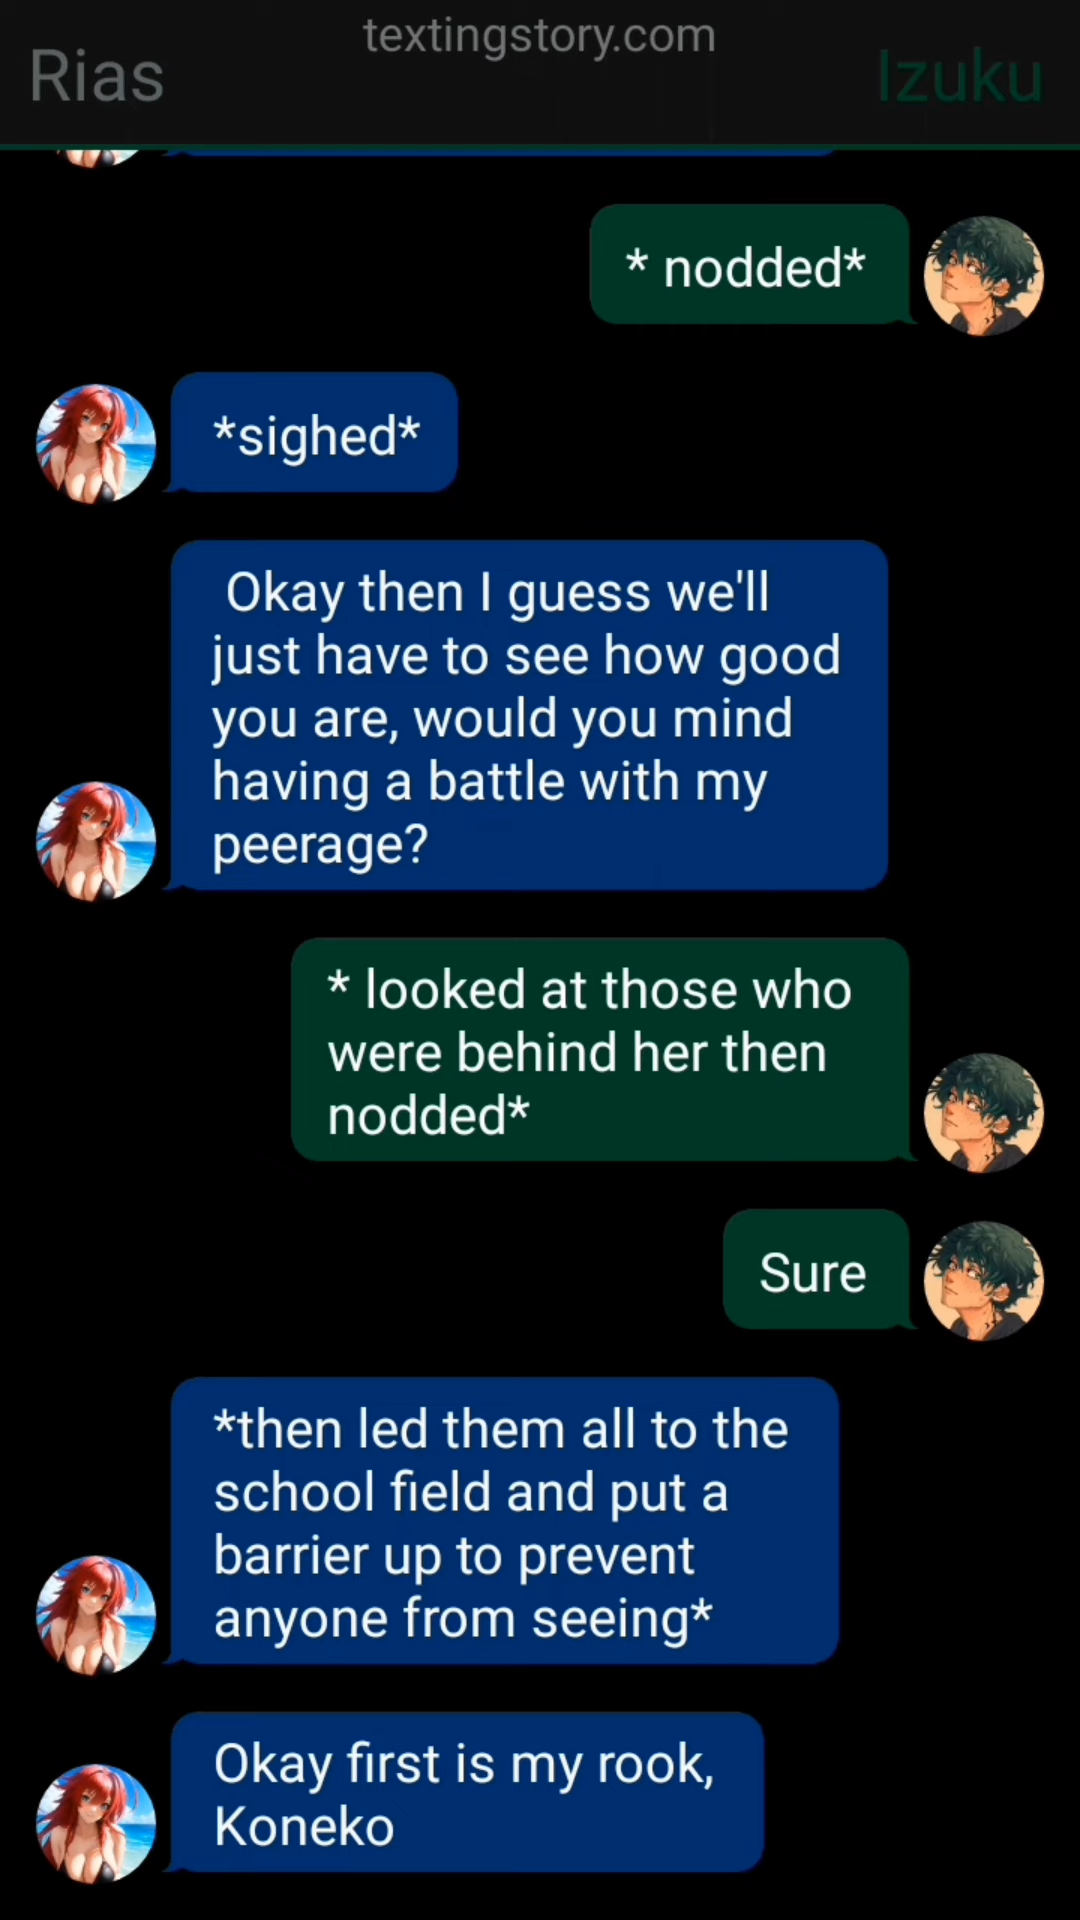 textingstory.com
Rias
Izuku
* nodded*
*sighed*
Okay then I guess we'll
just have to see how good
you are, would you mind
having a battle with my
peerage?
* looked at those who
were behind her then
nodded*
Sure
*then led them all to the
school field and put a
barrier up to prevent
anyone from seeing*
Okay first is my rook,
Koneko